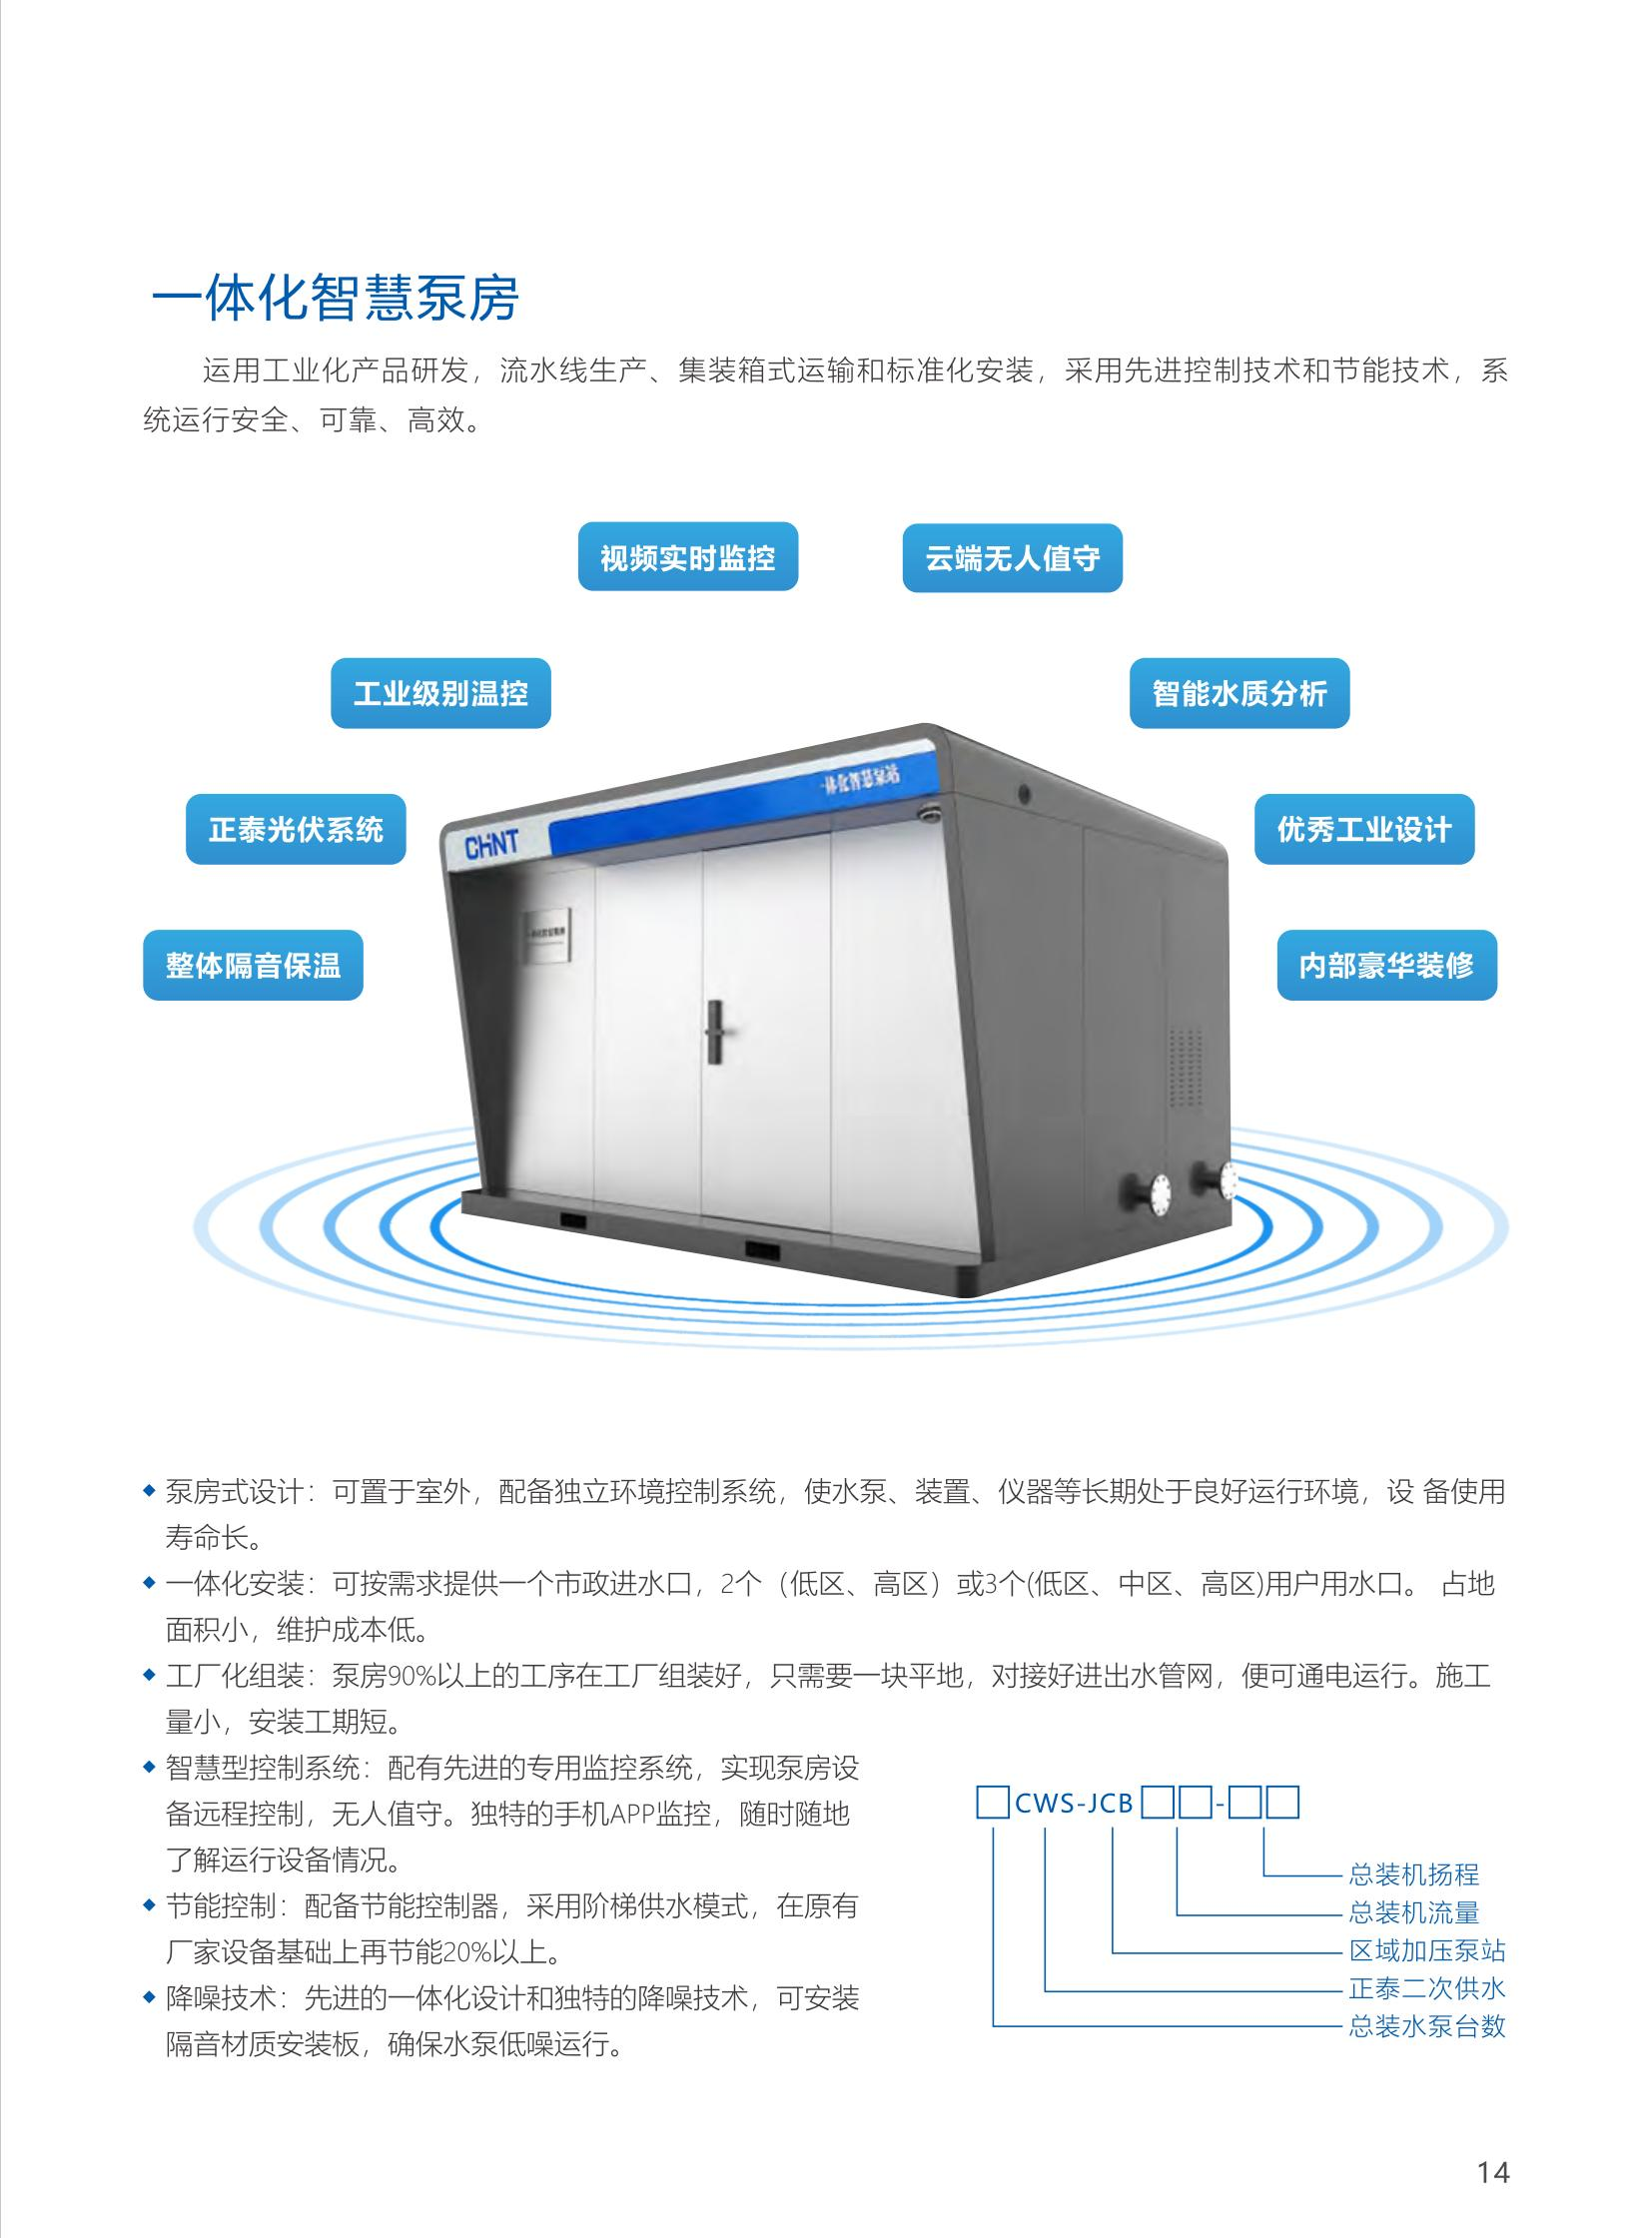 一体化智慧泵房
运用工业化产品研发，流水线生产、集装箱式运输和标准化安装，采用先进控制技术和节能技术，系
统运行安全、可靠、高效。
视频实时监控
云端无人值守
工业级别温控
智能水质分析
正泰光伏系统
优秀工业设计
整体隔音保温
内部豪华装修
CHNT
一体化智慧泵站
◆ 泵房式设计：可置于室外，配备独立环境控制系统，使水泵、装置、仪器等长期处于良好运行环境，设 备使用
寿命长。
◆ 一体化安装：可按需求提供一个市政进水口，2个（低区、高区）或3个(低区、中区、高区)用户用水口。 占地
面积小，维护成本低。
◆ 工厂化组装：泵房90%以上的工序在工厂组装好，只需要一块平地，对接好进出水管网，便可通电运行。施工
量小，安装工期短。
◆ 智慧型控制系统：配有先进的专用监控系统，实现泵房设
备远程控制，无人值守。独特的手机APP监控，随时随地
了解运行设备情况。
◆ 节能控制：配备节能控制器，采用阶梯供水模式，在原有
厂家设备基础上再节能20%以上。
◆ 降噪技术：先进的一体化设计和独特的降噪技术，可安装
隔音材质安装板，确保水泵低噪运行。
□CWS-JCB□□-□□
总装机扬程
总装机流量
区域加压泵站
正泰二次供水
总装水泵台数
14